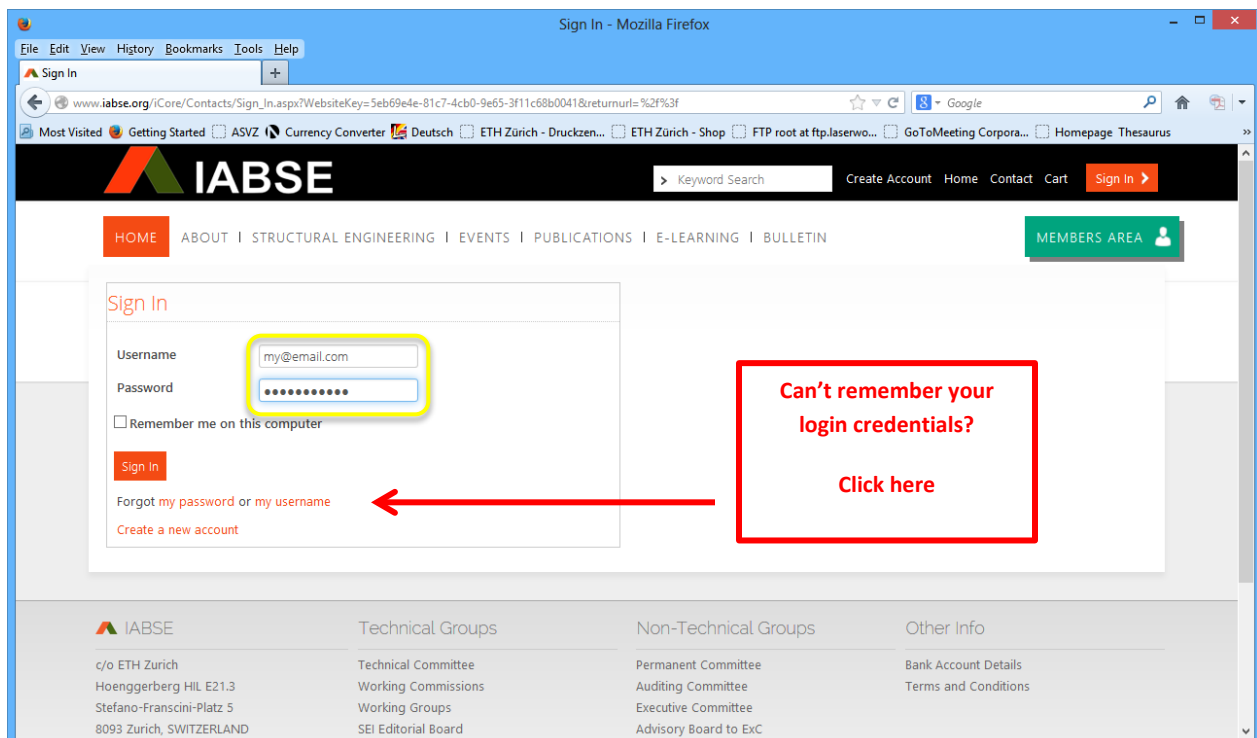 Sign In - Mozilla Firefox
File Edit View History Bookmarks Tools Help
Sign In
www.iabse.org/iCore/Contacts/Sign_In.aspx?WebsiteKey=5eb69e4e-81c7-4cb0-9e65-3f11c68b0041&returnurl=%2f%3f
8 Google
Most Visited Getting Started ASVZ Currency Converter Deutsch ETH Zürich - Druckzen... ETH Zürich - Shop FTP root at ftp.laserwo... GoToMeeting Corpora... Homepage Thesaurus »
IABSE
> Keyword Search
Create Account Home Contact Cart Sign In >
HOME ABOUT | STRUCTURAL ENGINEERING | EVENTS | PUBLICATIONS | E-LEARNING | BULLETIN
MEMBERS AREA
Sign In
Username my@email.com
Password •••••••••••
Remember me on this computer
Sign In
Forgot my password or my username
Create a new account
Can't remember your
login credentials?
Click here
IABSE
c/o ETH Zurich
Hoenggerberg HIL E21.3
Stefano-Franscini-Platz 5
8093 Zurich, SWITZERLAND
Technical Groups
Technical Committee
Working Commissions
Working Groups
SEI Editorial Board
Non-Technical Groups
Permanent Committee
Auditing Committee
Executive Committee
Advisory Board to ExC
Other Info
Bank Account Details
Terms and Conditions